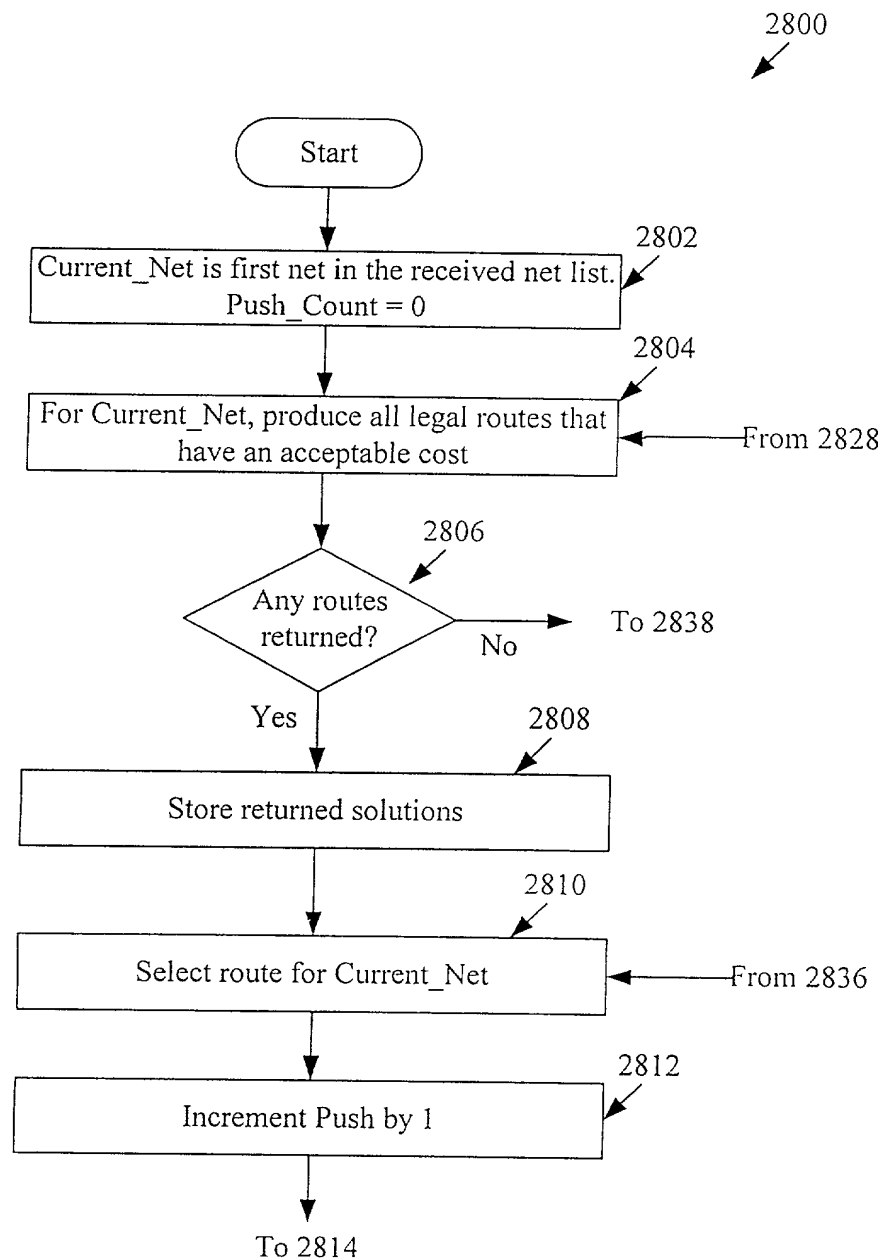 2800
Start
2802
Current_Net is first net in the received net list.
Push_Count = 0
2804
For Current_Net, produce all legal routes that
have an acceptable cost
From 2828
2806
Any routes
returned?
No
To 2838
Yes
2808
Store returned solutions
2810
Select route for Current_Net
From 2836
2812
Increment Push by 1
To 2814